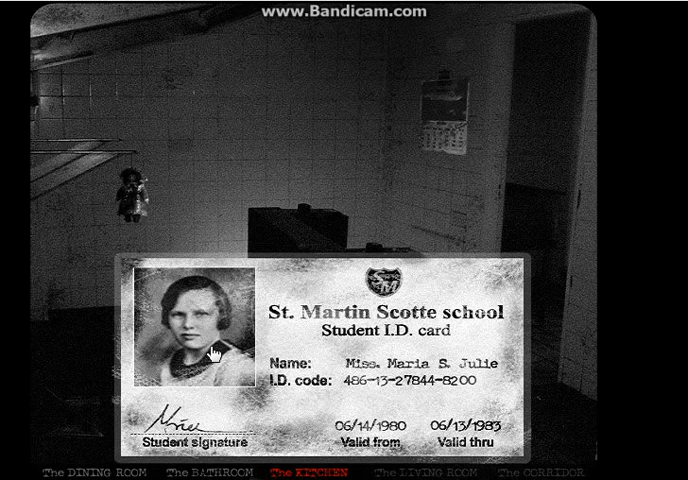 www.Bandicam.com
SM
St. Martin Scotte school
Student I.D. card
Name: Miss. Maria S. Julie
I.D. code: 486-13-27844-8200
06/14/1980 06/13/1983
Student signature Valid from Valid thru
The DINING ROOM The BATHROOM The KITCHEN The LIVING ROOM The CORRIDOR